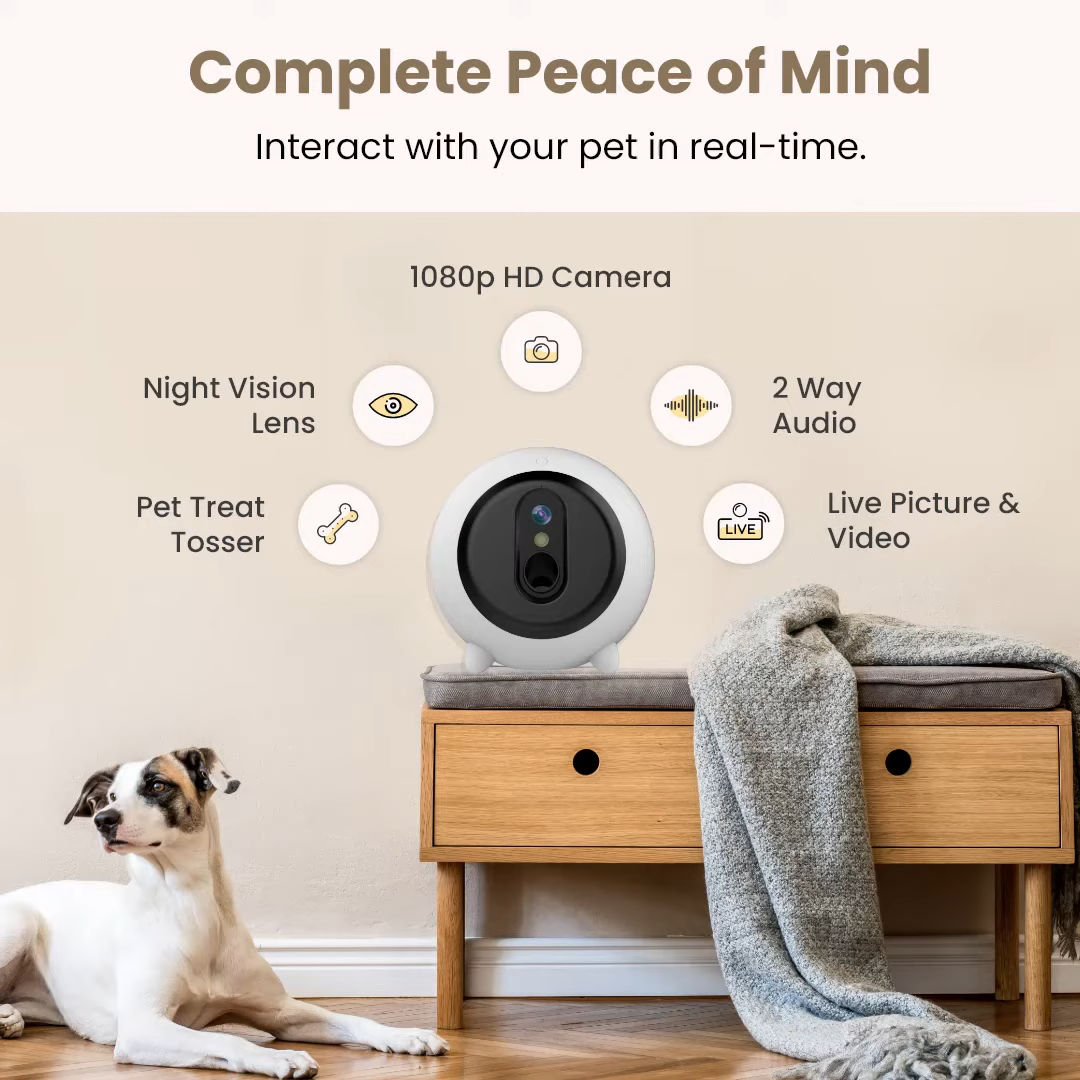 Complete Peace of Mind
Interact with your pet in real-time.
1080p HD Camera
Night Vision
Lens
2 Way
Audio
Pet Treat
Tosser
LIVE
Live Picture &
Video